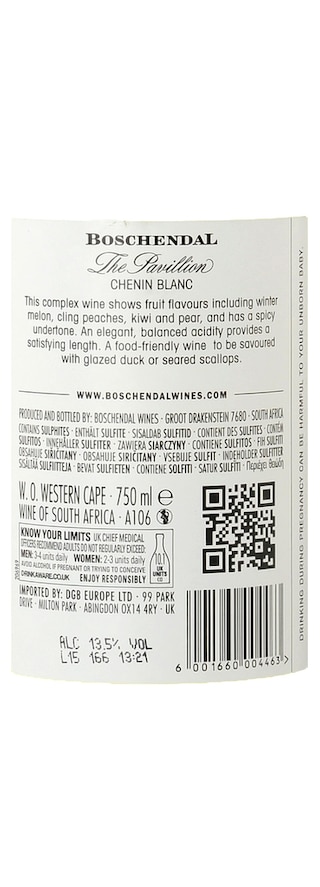 BOSCHENDAL
The Pavillion
CHENIN BLANC
This complex wine shows fruit flavours including winter
melon, cling peaches, kiwi and pear, and has a spicy
undertone. An elegant, balanced acidity provides a
satisfying length. A food-friendly wine to be savoured
with glazed duck or seared scallops.
WWW.BOSCHENDALWINES.COM
PRODUCED AND BOTTLED BY: BOSCHENDAL WINES · GROOT DRAKENSTEIN 7680 · SOUTH AFRICA
CONTAINS SULPHITES · ENTHÄLT SULFITE · SISALDAB SULFITID · CONTIENT DES SULFITES · CONTÉM
SULFITOS · INNEHÅLLER SULFITER · ZAWIERA SIARCZYNY · CONTIENE SULFITOS ·
OBSAHUJE SIŘIČITANY · OBSAHUJE SIRIČITANY · VSEBUJE SULFIT · INDEHOLDER SULFITTER
SISÄLTÄÄ SULFIITTEJA · BEVAT SULFIETEN · CONTIENE SOLFITI · SATUR SULFITI · Περιέχει θειώδη
W. O. WESTERN CAPE · 750 ml e
WINE OF SOUTH AFRICA · A106
KNOW YOUR LIMITS UK CHIEF MEDICAL
OFFICERS RECOMMEND ADULTS DO NOT REGULARLY EXCEED:
MEN: 3-4 units daily WOMEN: 2-3 units daily
AVOID ALCOHOL IF PREGNANT OR TRYING TO CONCEIVE
DRINKAWARE.CO.UK ENJOY RESPONSIBLY
10.1
UK
UNITS
IMPORTED BY: DGB EUROPE LTD · 99 PARK
DRIVE · MILTON PARK · ABINGDON OX14 4RY · UK
ALC 13,5% VOL
L15 166 13:21
6 001660 004463 >
DRINKING DURING PREGNANCY CAN BE HARMFUL TO YOUR UNBORN BABY.